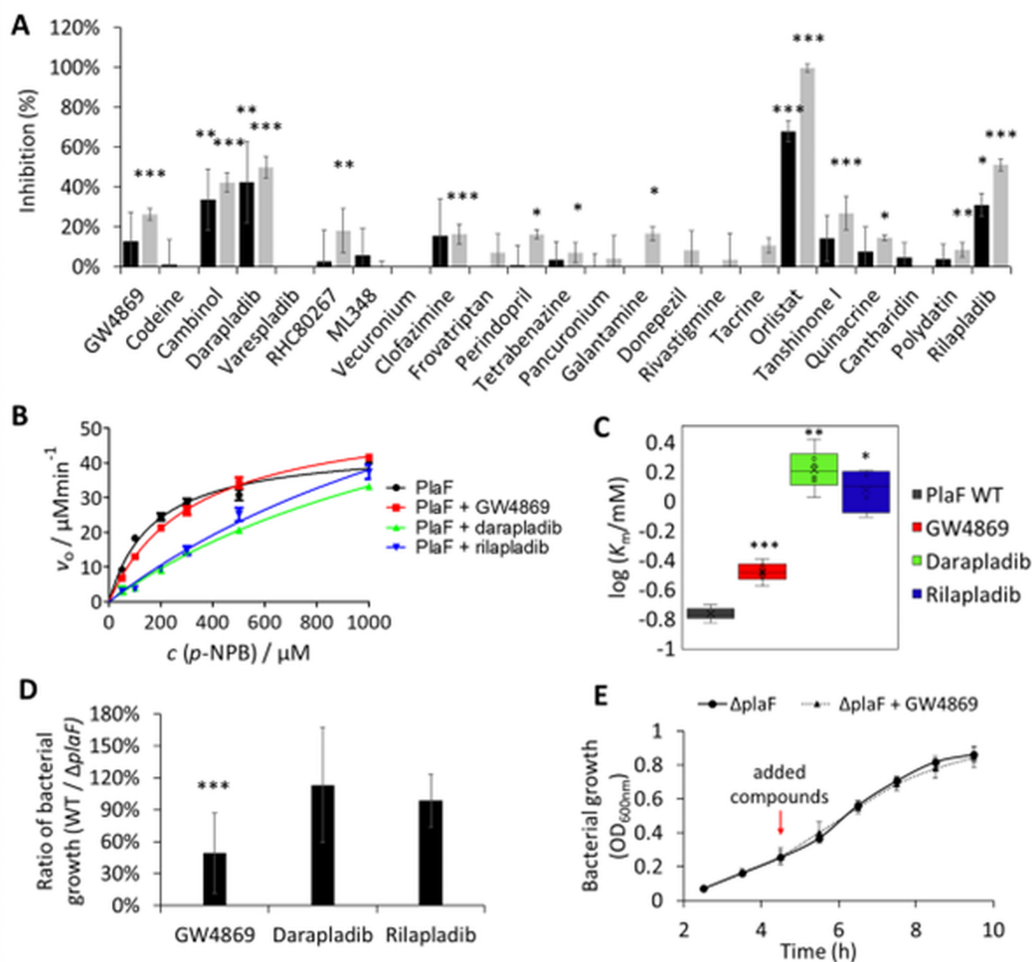 A
120%
100%
80%
60%
40%
20%
0%
Inhibition (%)
***
**
***
**
***
**
***
*
*
*
***
***
***
*
**
*
***
GW4869
Codeine
Cambinol
Darapladib
Varespladib
RHC80267
ML348
Vecuronium
Clofazimine
Frovatriptan
Perindopril
Tetrabenazine
Pancuronium
Galantamine
Donepezil
Rivastigmine
Tacrine
Orlistat
Tanshinone I
Quinacrine
Cantharidin
Polydatin
Rilapladib
B
50
40
30
20
10
0
v₀ / µMmin⁻¹
0 200 400 600 800 1000
c (p-NPB) / µM
PlaF
PlaF + GW4869
PlaF + darapladib
PlaF + rilapladib
C
0.4
0.2
0
-0.2
-0.4
-0.6
-0.8
-1
log (Kₘ/mM)
***
**
*
PlaF WT
GW4869
Darapladib
Rilapladib
D
180%
150%
120%
90%
60%
30%
0%
Ratio of bacterial
growth (WT / ΔplaF)
***
GW4869 Darapladib Rilapladib
E
ΔplaF ΔplaF + GW4869
1
0.8
0.6
0.4
0.2
0
Bacterial growth
(OD₆₀₀ₙₘ)
added
compounds
2 4 6 8 10
Time (h)